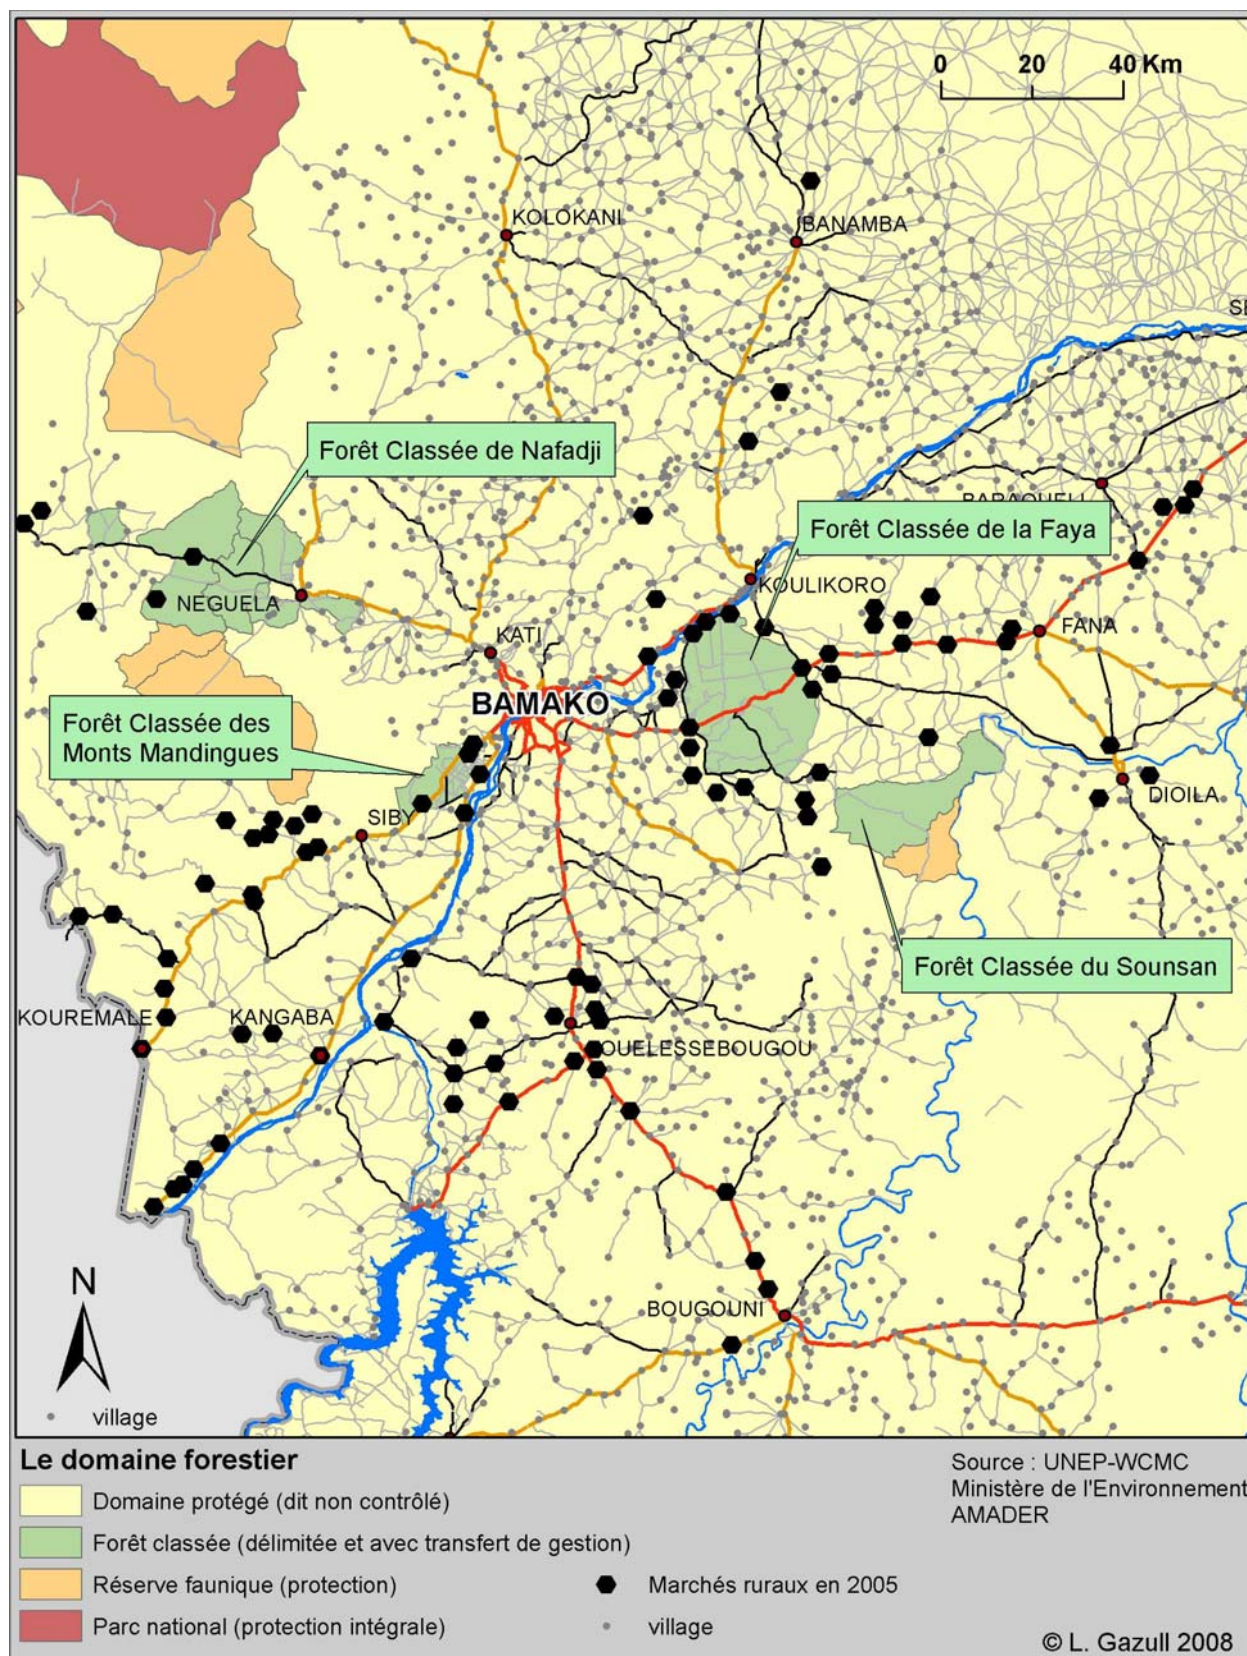 0 20 40 Km
KOLOKANI
BANAMBA
Forêt Classée de Nafadji
Forêt Classée de la Faya
KOULIKORO
NEGUELA
FANA
KATI
BAMAKO
Forêt Classée des
Monts Mandingues
SIBY
DIOILA
Forêt Classée du Sounsan
KOUREMALE
KANGABA
OUELESSEBOUGOU
BOUGOUNI
N
village
Le domaine forestier
Domaine protégé (dit non contrôlé)
Forêt classée (délimitée et avec transfert de gestion)
Réserve faunique (protection)
Parc national (protection intégrale)
Marchés ruraux en 2005
village
Source : UNEP-WCMC
Ministère de l'Environnement
AMADER
© L. Gazull 2008